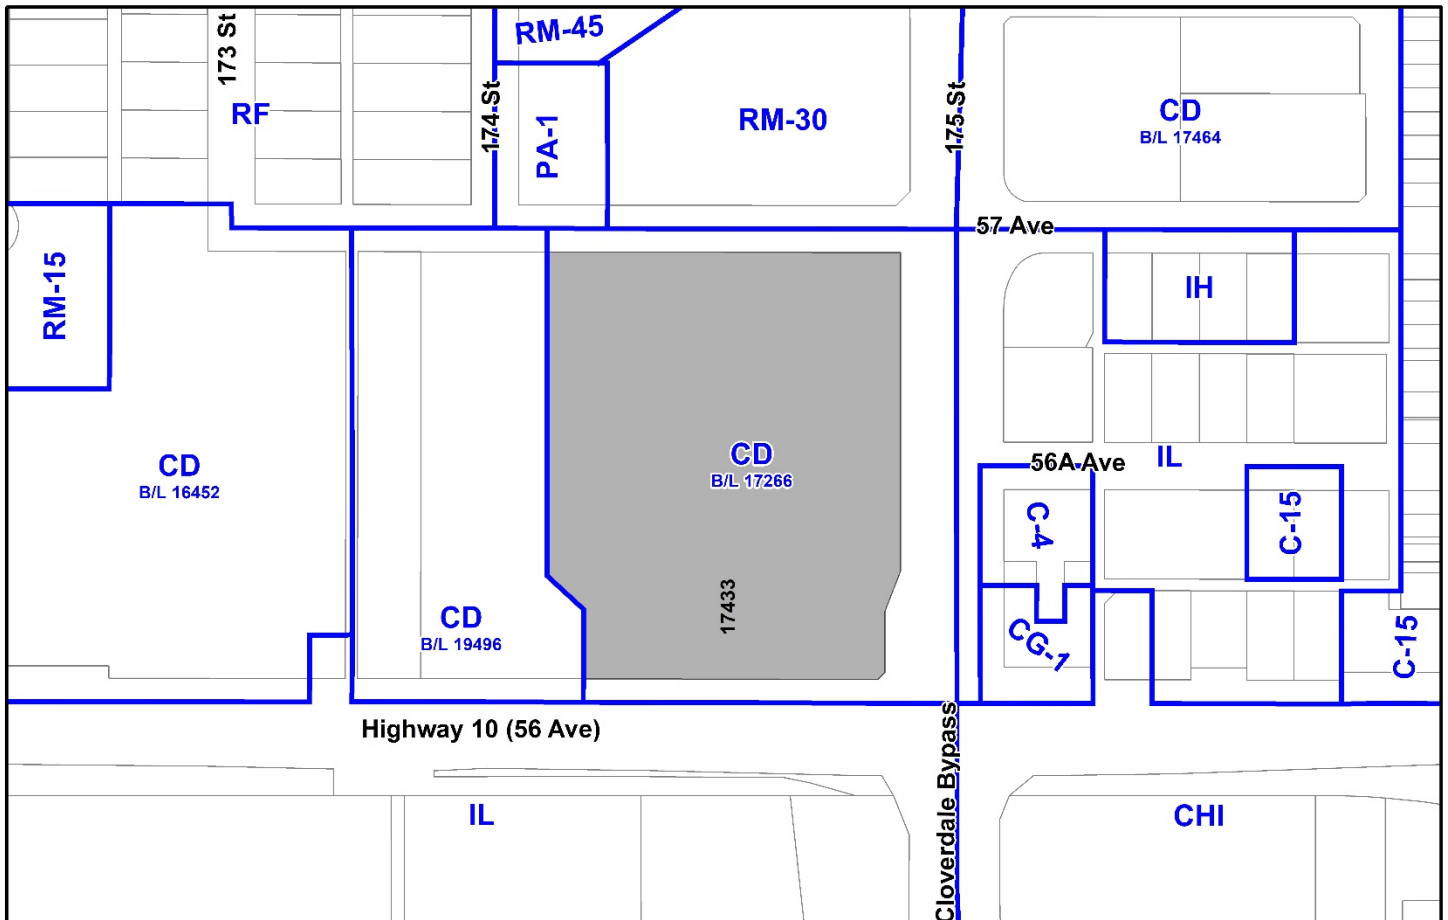 RM-45
173 St
RF
174 St
PA-1
RM-30
175 St
CD
B/L 17464
57 Ave
RM-15
IH
CD
B/L 16452
CD
B/L 17266
56A Ave
IL
C-4
C-15
17433
CD
B/L 19496
CG-1
C-15
Highway 10 (56 Ave)
Cloverdale Bypass
IL
CHI